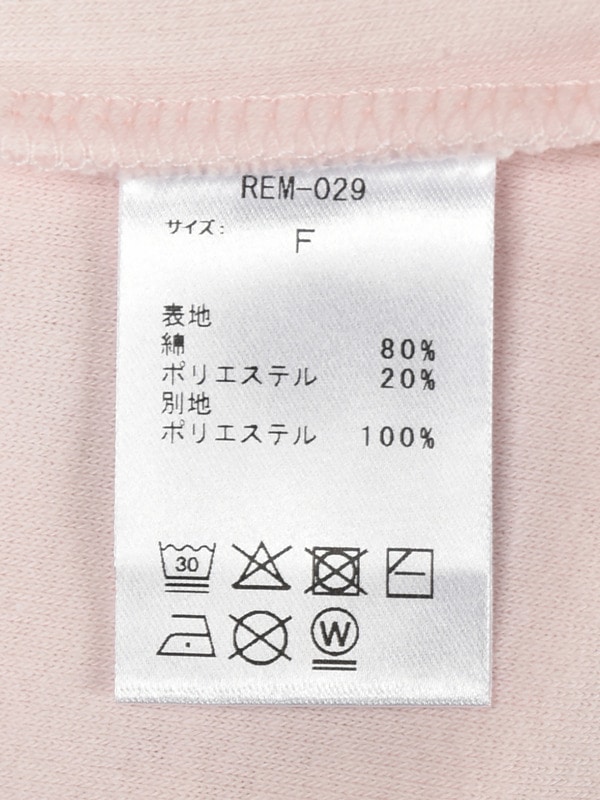 REM-029
サイズ: F
表地
綿 80%
ポリエステル 20%
別地
ポリエステル 100%
30
W